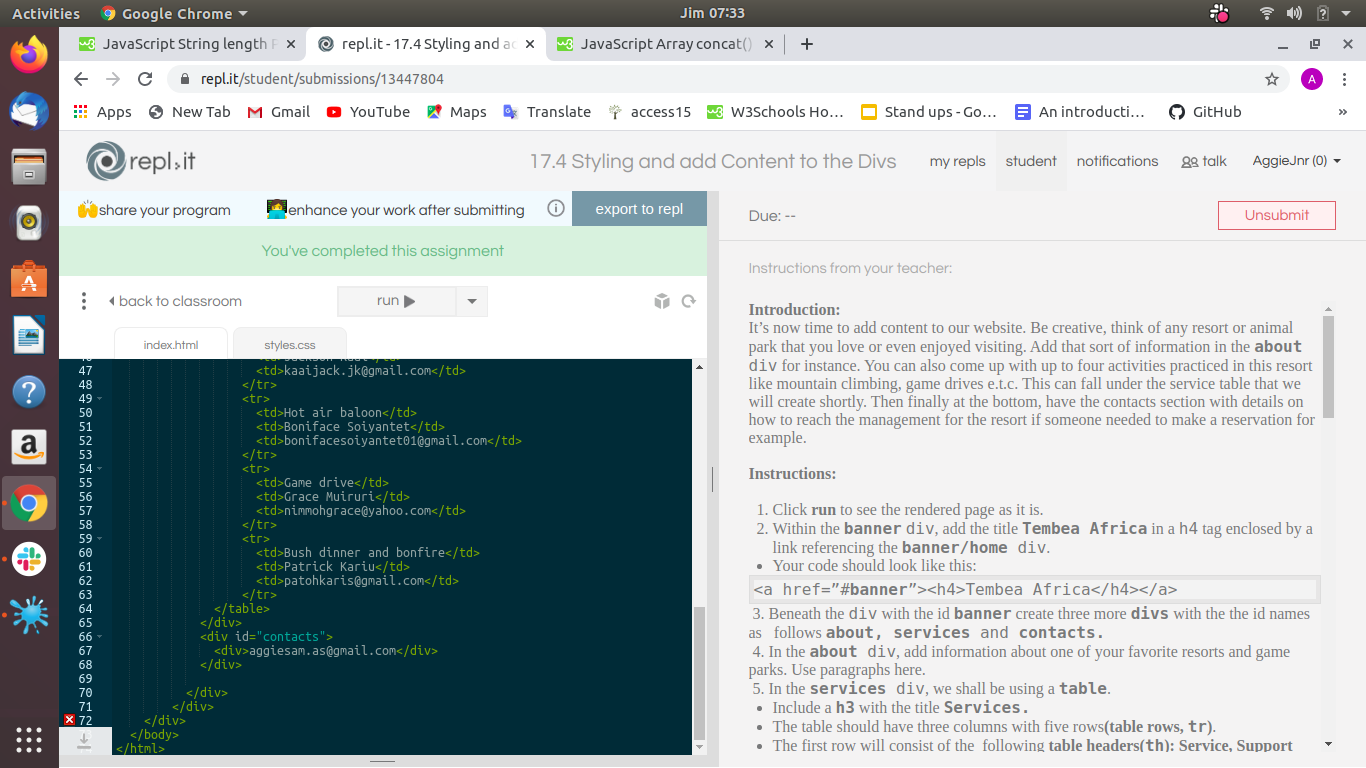 Activities Google Chrome Jim 07:33
JavaScript String length
repl.it - 17.4 Styling and
JavaScript Array concat()
repl.it/student/submissions/13447804
A
Apps New Tab Gmail YouTube Maps Translate access15 W3Schools Ho... Stand ups - Go... An introducti... GitHub »
repl.it 17.4 Styling and add Content to the Divs my repls student notifications talk AggieJnr (0)
share your program enhance your work after submitting export to repl
You've completed this assignment
back to classroom run
index.html styles.css
47 <td>kaaijack.jk@gmail.com</td>
48 </tr>
49 <tr>
50 <td>Hot air baloon</td>
51 <td>Boniface Soiyantet</td>
52 <td>bonifacesoiyantet01@gmail.com</td>
53 </tr>
54 <tr>
55 <td>Game drive</td>
56 <td>Grace Muiruri</td>
57 <td>nimmohgrace@yahoo.com</td>
58 </tr>
59 <tr>
60 <td>Bush dinner and bonfire</td>
61 <td>Patrick Kariu</td>
62 <td>patohkaris@gmail.com</td>
63 </tr>
64 </table>
65 </div>
66 <div id="contacts">
67 <div>aggiesam.as@gmail.com</div>
68 </div>
69
70 </div>
71 </div>
72 </div>
</body>
</html>
Due: -- Unsubmit
Instructions from your teacher:
Introduction:
It's now time to add content to our website. Be creative, think of any resort or animal
park that you love or even enjoyed visiting. Add that sort of information in the about
div for instance. You can also come up with up to four activities practiced in this resort
like mountain climbing, game drives e.t.c. This can fall under the service table that we
will create shortly. Then finally at the bottom, have the contacts section with details on
how to reach the management for the resort if someone needed to make a reservation for
example.
Instructions:
1. Click run to see the rendered page as it is.
2. Within the banner div, add the title Tembea Africa in a h4 tag enclosed by a
link referencing the banner/home div.
• Your code should look like this:
<a href=”#banner”><h4>Tembea Africa</h4></a>
3. Beneath the div with the id banner create three more divs with the the id names
as follows about, services and contacts.
4. In the about div, add information about one of your favorite resorts and game
parks. Use paragraphs here.
5. In the services div, we shall be using a table.
• Include a h3 with the title Services.
• The table should have three columns with five rows(table rows, tr).
• The first row will consist of the following table headers(th): Service, Support